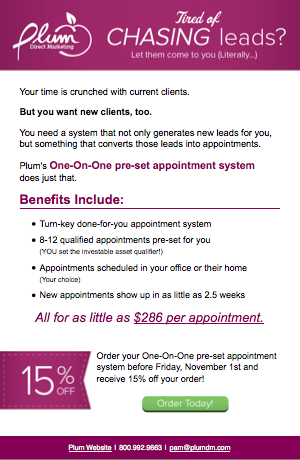 Plum
Direct Marketing
Tired of
CHASING leads?
Let them come to you (Literally...)
Your time is crunched with current clients.
But you want new clients, too.
You need a system that not only generates new leads for you,
but something that converts those leads into appointments.
Plum's One-On-One pre-set appointment system
does just that.
Benefits Include:
• Turn-key done-for-you appointment system
• 8-12 qualified appointments pre-set for you
(YOU set the investable asset qualifier!)
• Appointments scheduled in your office or their home
(Your choice)
• New appointments show up in as little as 2.5 weeks
All for as little as $286 per appointment.
15% OFF
Order your One-On-One pre-set appointment
system before Friday, November 1st and
receive 15% off your order!
Order Today!
Plum Website | 800.992.9663 | pam@plumdm.com